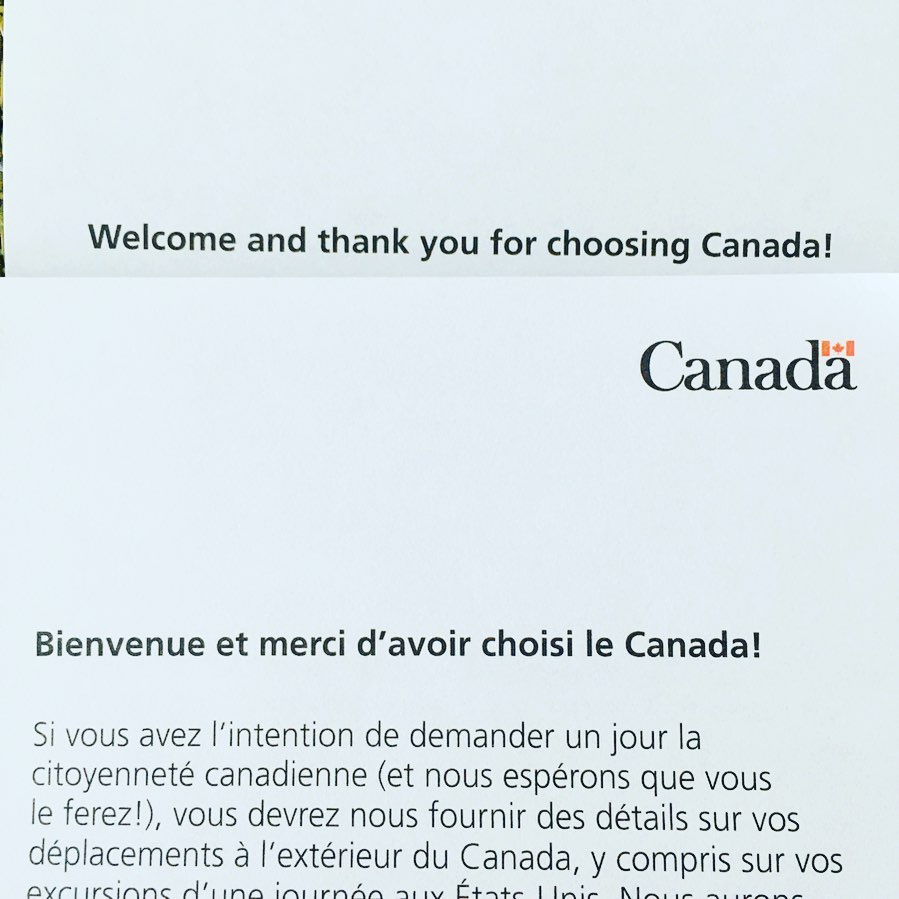 Welcome and thank you for choosing Canada!
Canada
Bienvenue et merci d'avoir choisi le Canada!
Si vous avez l'intention de demander un jour la
citoyenneté canadienne (et nous espérons que vous
le ferez!), vous devrez nous fournir des détails sur vos
déplacements à l'extérieur du Canada, y compris sur vos
excursions d'une journée aux États-Unis. Nous aurons